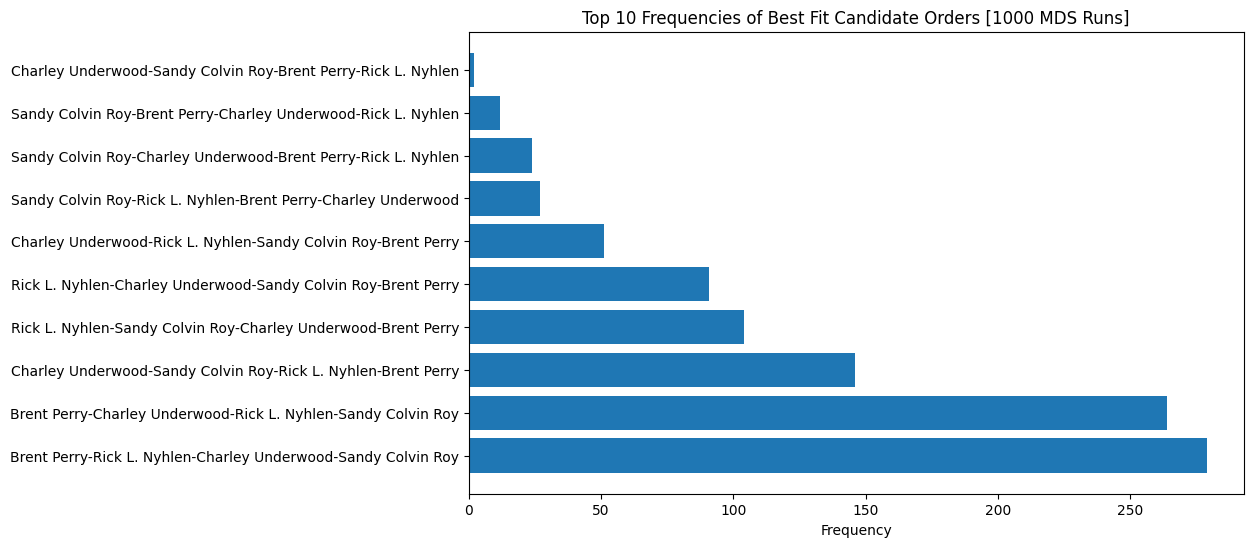 Top 10 Frequencies of Best Fit Candidate Orders [1000 MDS Runs]
Charley Underwood-Sandy Colvin Roy-Brent Perry-Rick L. Nyhlen
Sandy Colvin Roy-Brent Perry-Charley Underwood-Rick L. Nyhlen
Sandy Colvin Roy-Charley Underwood-Brent Perry-Rick L. Nyhlen
Sandy Colvin Roy-Rick L. Nyhlen-Brent Perry-Charley Underwood
Charley Underwood-Rick L. Nyhlen-Sandy Colvin Roy-Brent Perry
Rick L. Nyhlen-Charley Underwood-Sandy Colvin Roy-Brent Perry
Rick L. Nyhlen-Sandy Colvin Roy-Charley Underwood-Brent Perry
Charley Underwood-Sandy Colvin Roy-Rick L. Nyhlen-Brent Perry
Brent Perry-Charley Underwood-Rick L. Nyhlen-Sandy Colvin Roy
Brent Perry-Rick L. Nyhlen-Charley Underwood-Sandy Colvin Roy
0 50 100 150 200 250
Frequency